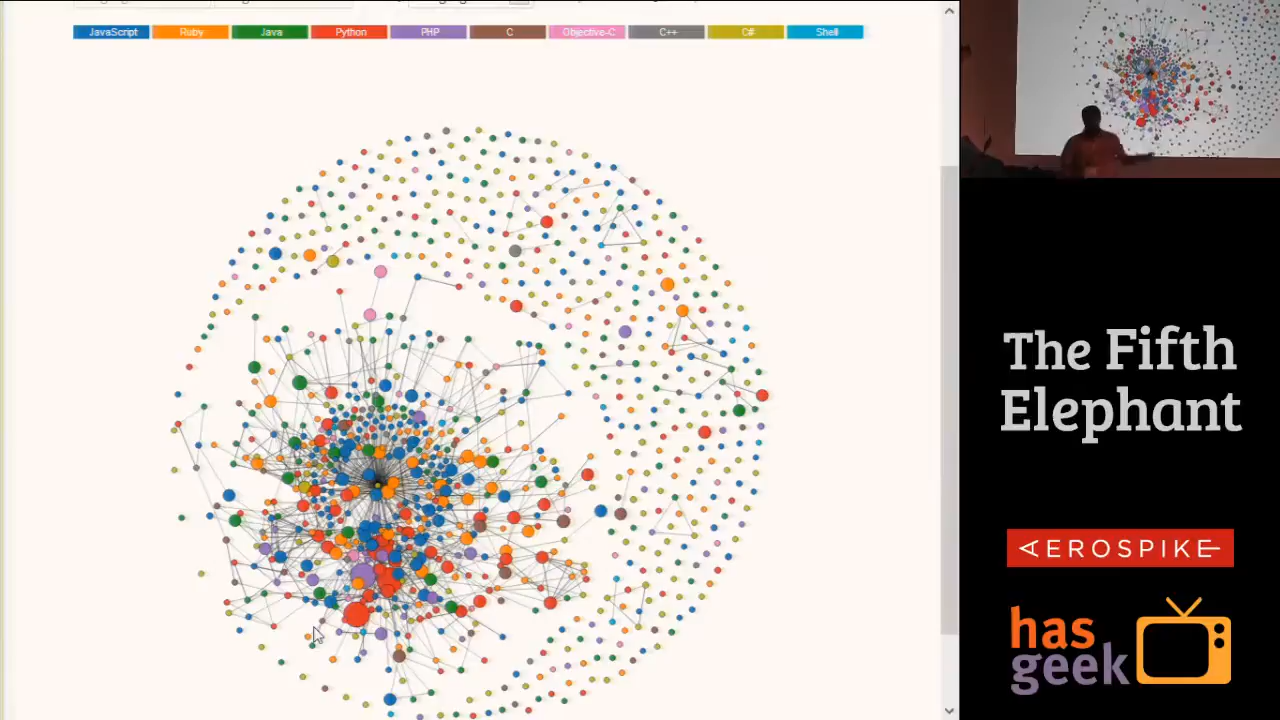 JavaScript
Ruby
Java
Python
PHP
C
Objective-C
C++
C#
Shell
The Fifth
Elephant
AEROSPIKE
has
geek